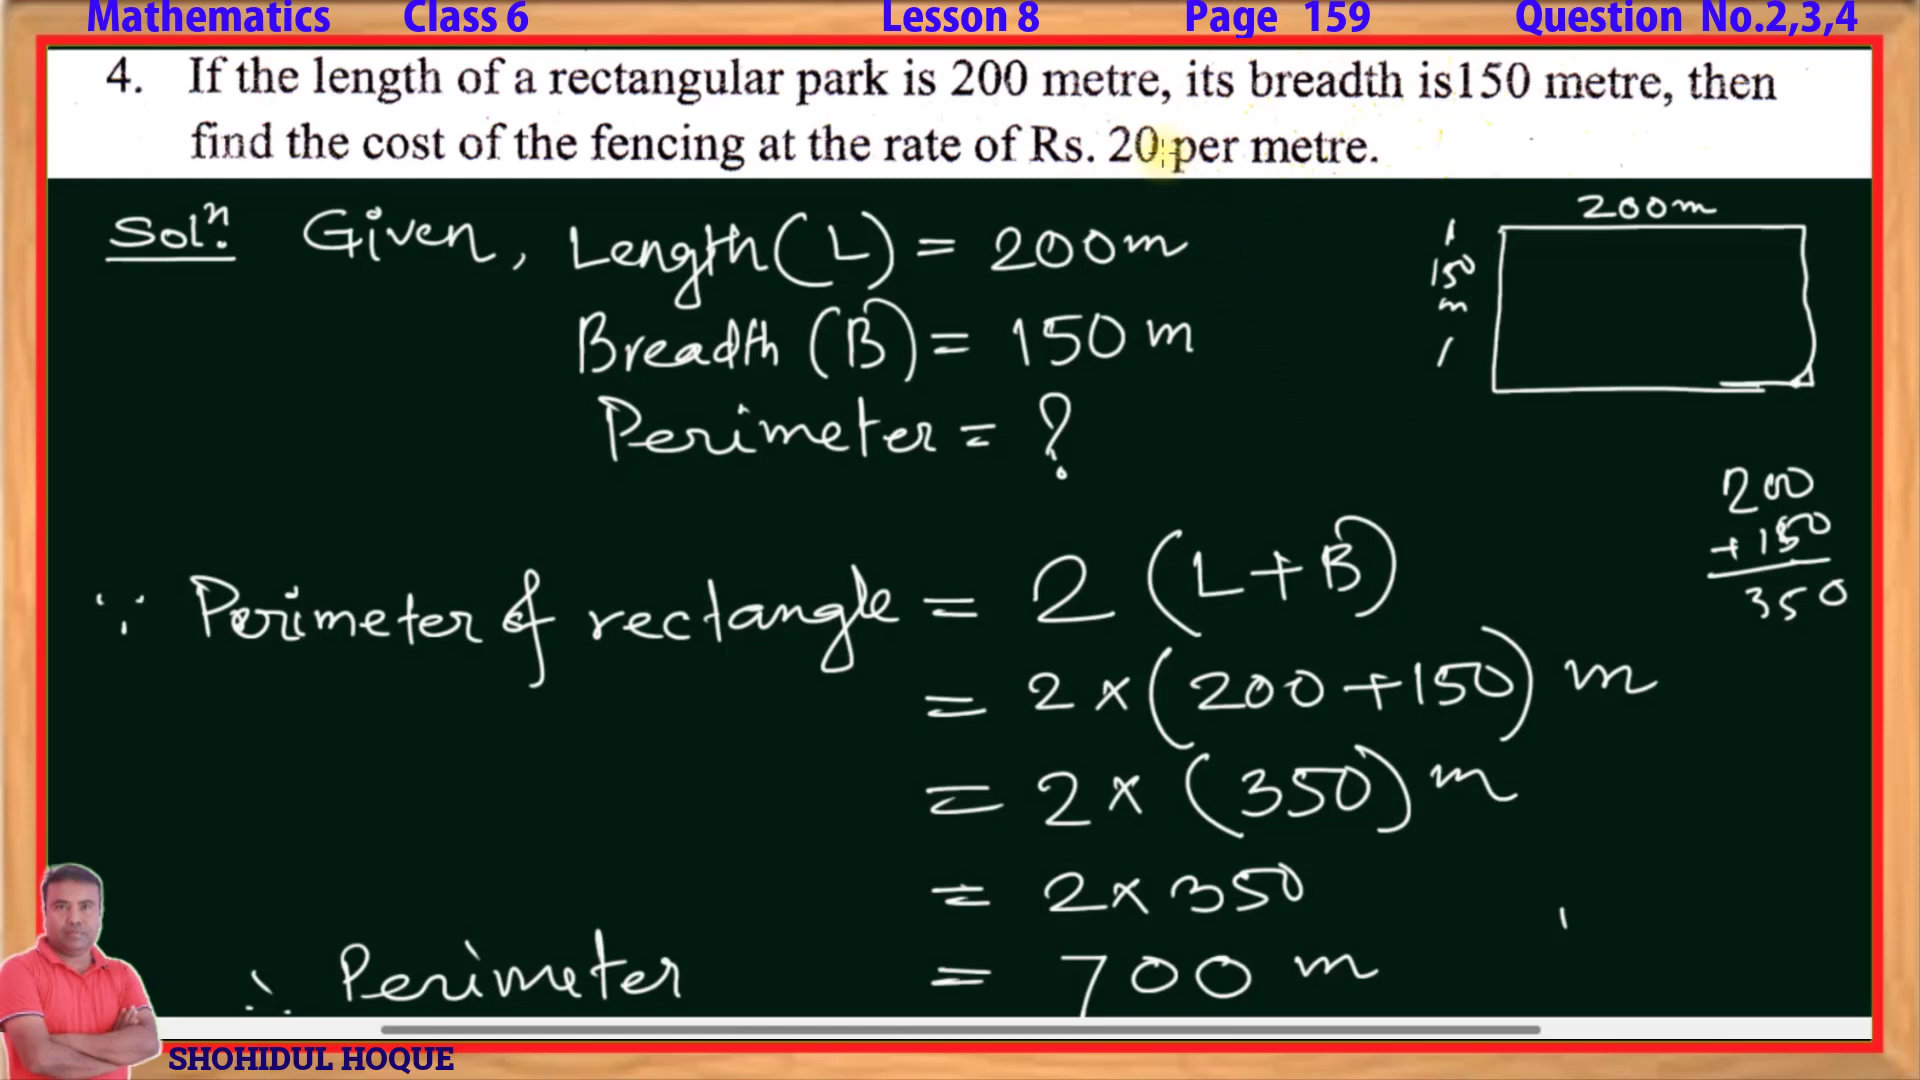 Mathematics Class 6 Lesson 8 Page 159 Question No.2,3,4
4. If the length of a rectangular park is 200 metre, its breadth is150 metre, then
find the cost of the fencing at the rate of Rs. 20 per metre.
Solⁿ: Given, Length (L) = 200m
Breadth (B) = 150 m
Perimeter = ?
200m
150
m
200
+150
350
∵ Perimeter of rectangle = 2 (L+B)
= 2 × (200+150) m
= 2 × (350) m
= 2×350
∴ Perimeter = 700 m
SHOHIDUL HOQUE